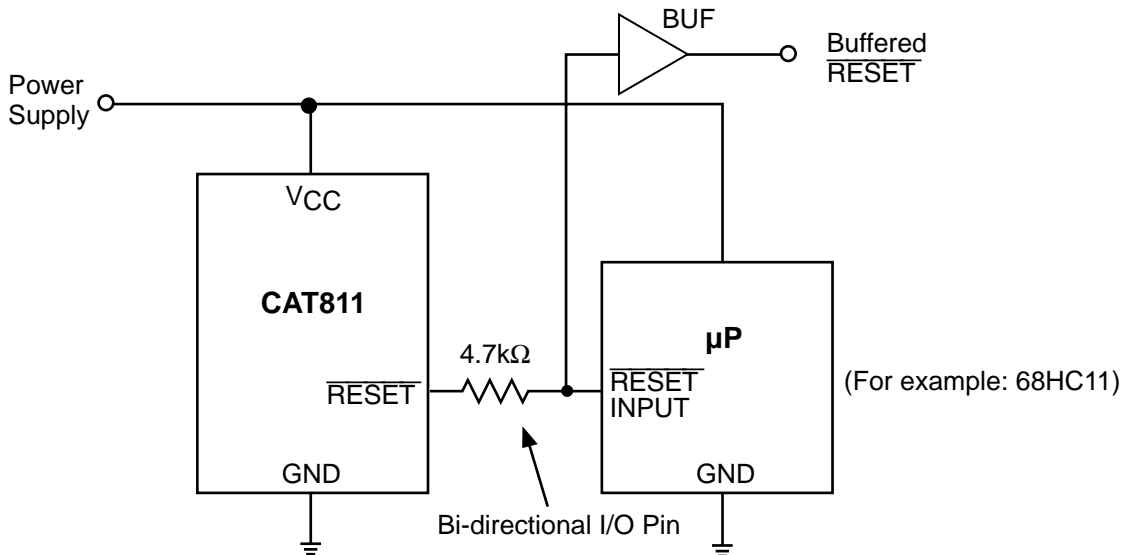 BUF
Buffered
RESET
Power
Supply
VCC
CAT811
µP
4.7kΩ
RESET
RESET
INPUT
(For example: 68HC11)
GND
GND
Bi-directional I/O Pin